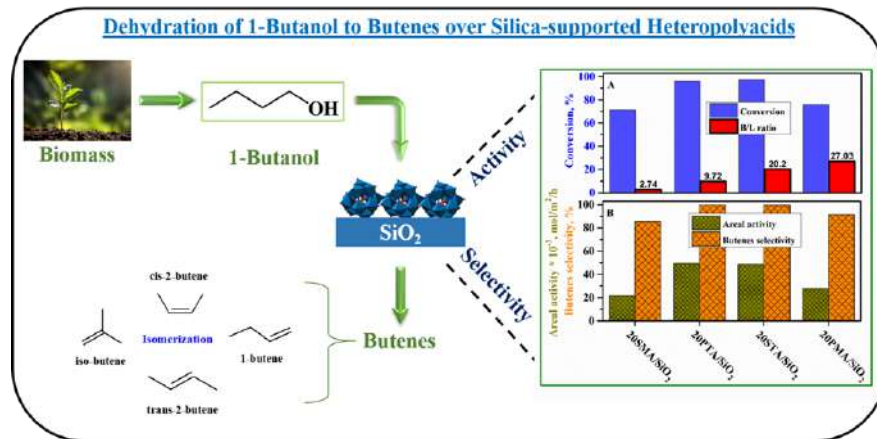 Dehydration of 1-Butanol to Butenes over Silica-supported Heteropolyacids
Biomass
OH
1-Butanol
SiO₂
Activity
Selectivity
Butenes
cis-2-butene
Isomerization
iso-butene
1-butene
trans-2-butene
A
Conversion, %
100
80
60
40
20
0
Conversion
B/L ratio
2.74
9.72
20.2
27.03
B
Areal activity * 10⁻³, mol/m²/h
Butenes selectivity, %
100
80
60
40
20
0
Areal activity
Butenes selectivity
20SMA/SiO₂
20PTA/SiO₂
20STA/SiO₂
20PMA/SiO₂